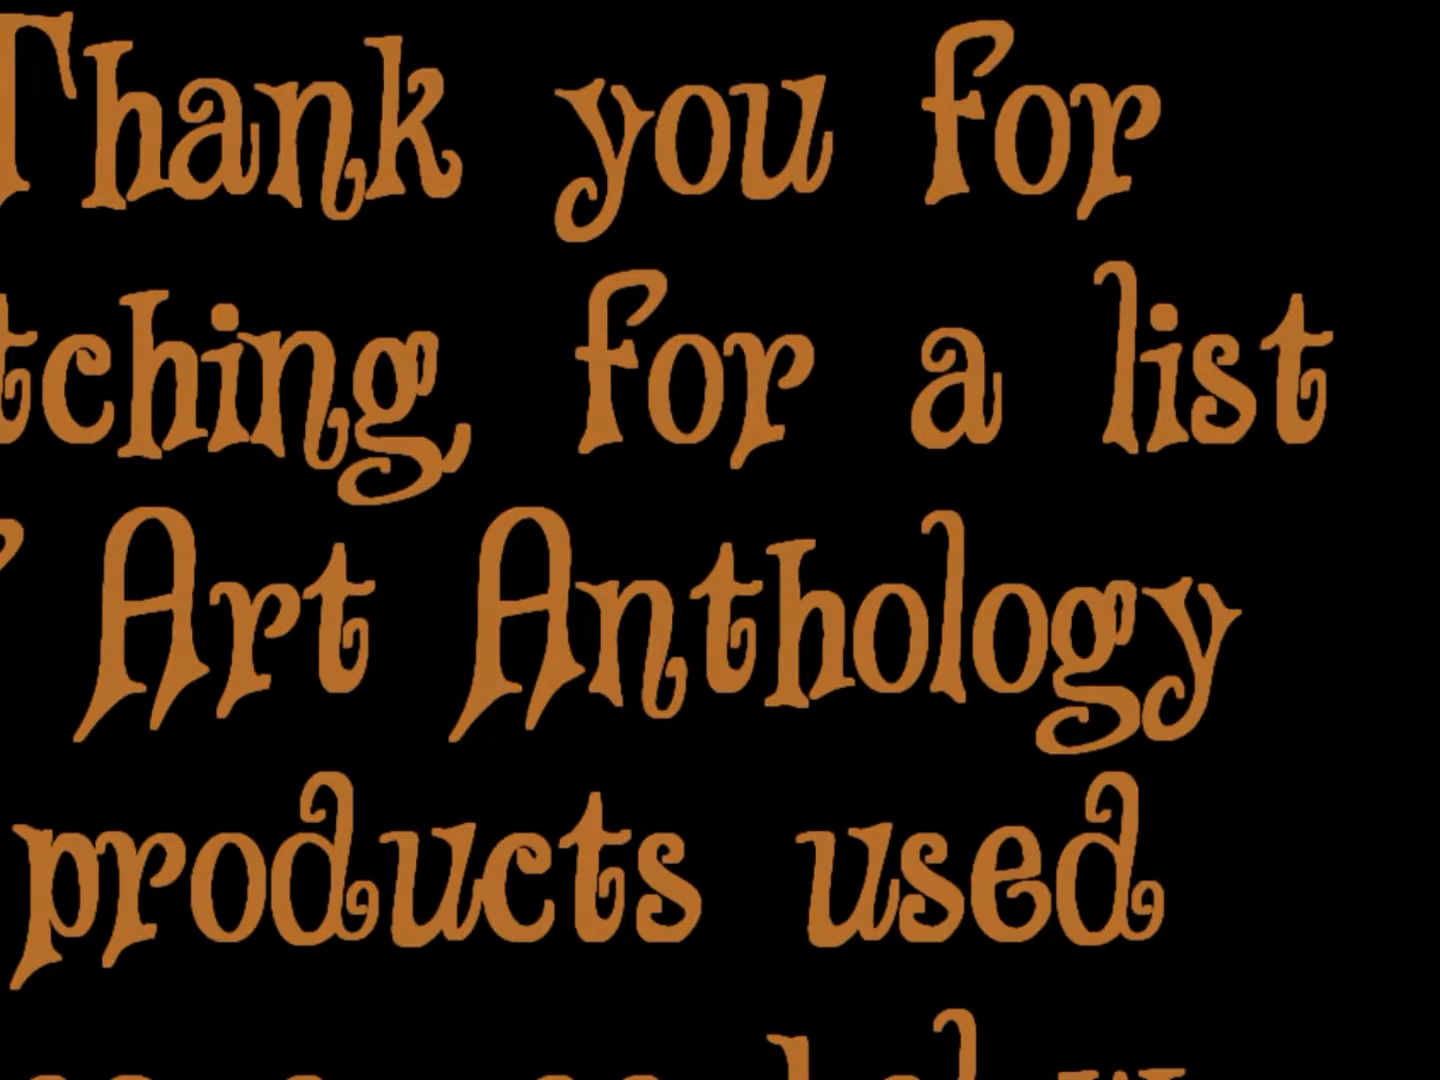 Thank you for
tching for a list
Art Anthology
products used